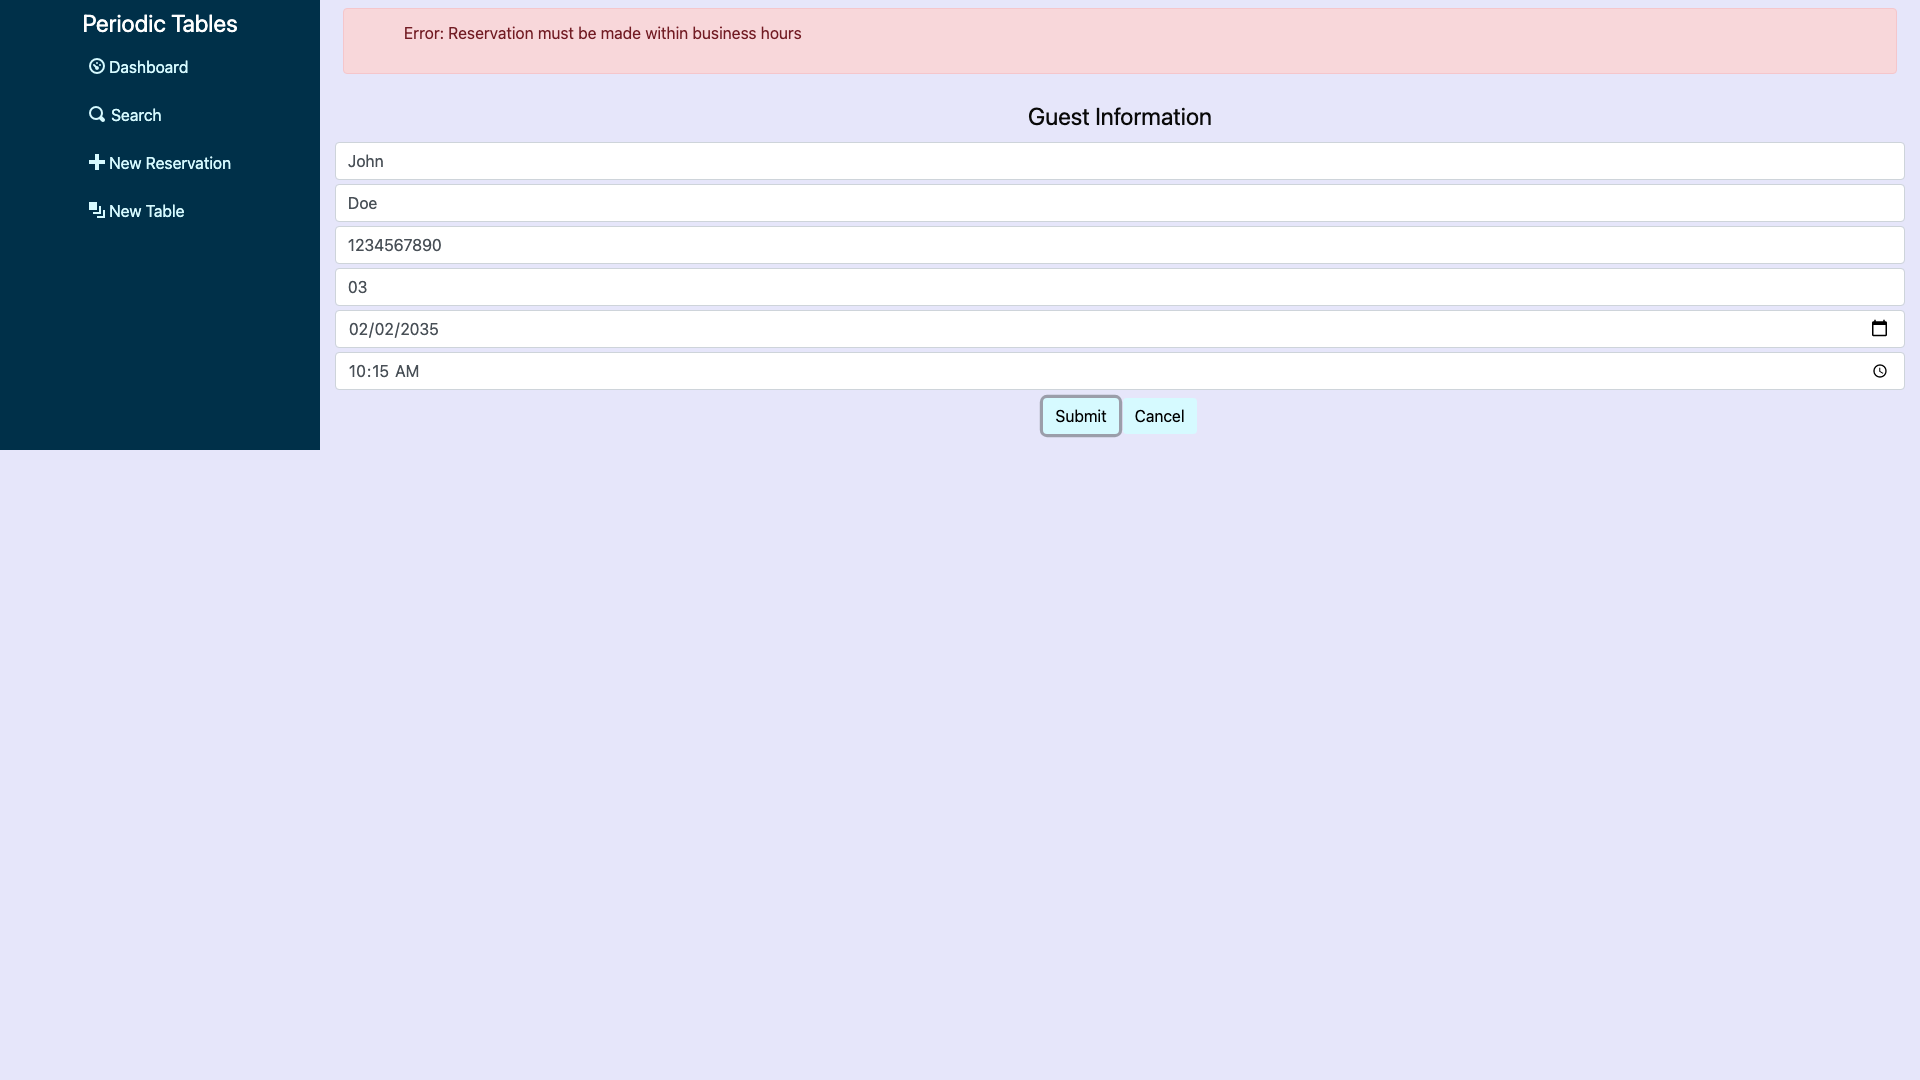 Periodic Tables
Dashboard
Search
New Reservation
New Table
Error: Reservation must be made within business hours
Guest Information
John
Doe
1234567890
03
02/02/2035
10:15 AM
Submit
Cancel